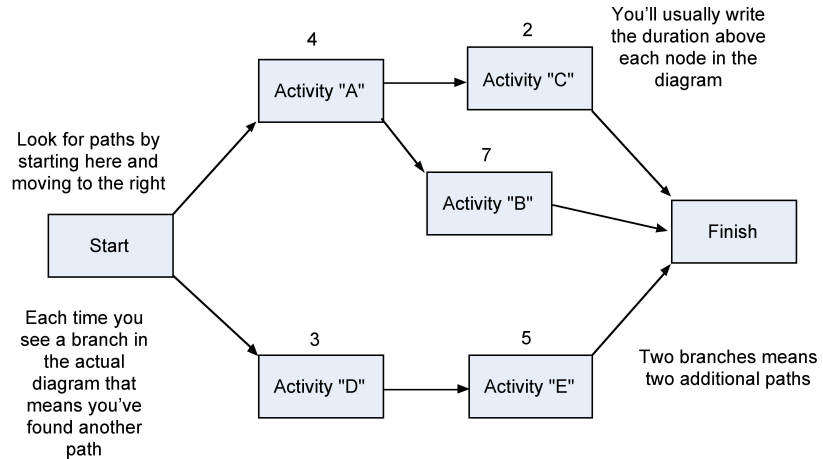 You'll usually write
the duration above
each node in the
diagram
4
2
Activity "A"
Activity "C"
Look for paths by
starting here and
moving to the right
7
Activity "B"
Start
Finish
Each time you
see a branch in
the actual
diagram that
means you've
found another
path
3
5
Activity "D"
Activity "E"
Two branches means
two additional paths